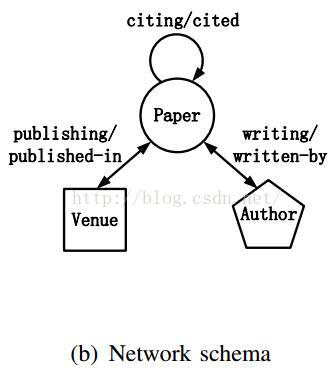 citing/cited
Paper
publishing/
published-in
writing/
written-by
http://blog.csdn.net/
Venue
Author
(b) Network schema